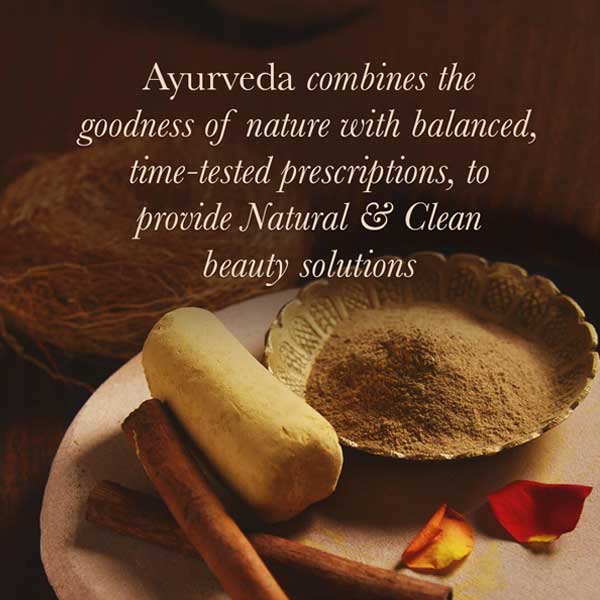 Ayurveda combines the
goodness of nature with balanced,
time-tested prescriptions, to
provide Natural & Clean
beauty solutions